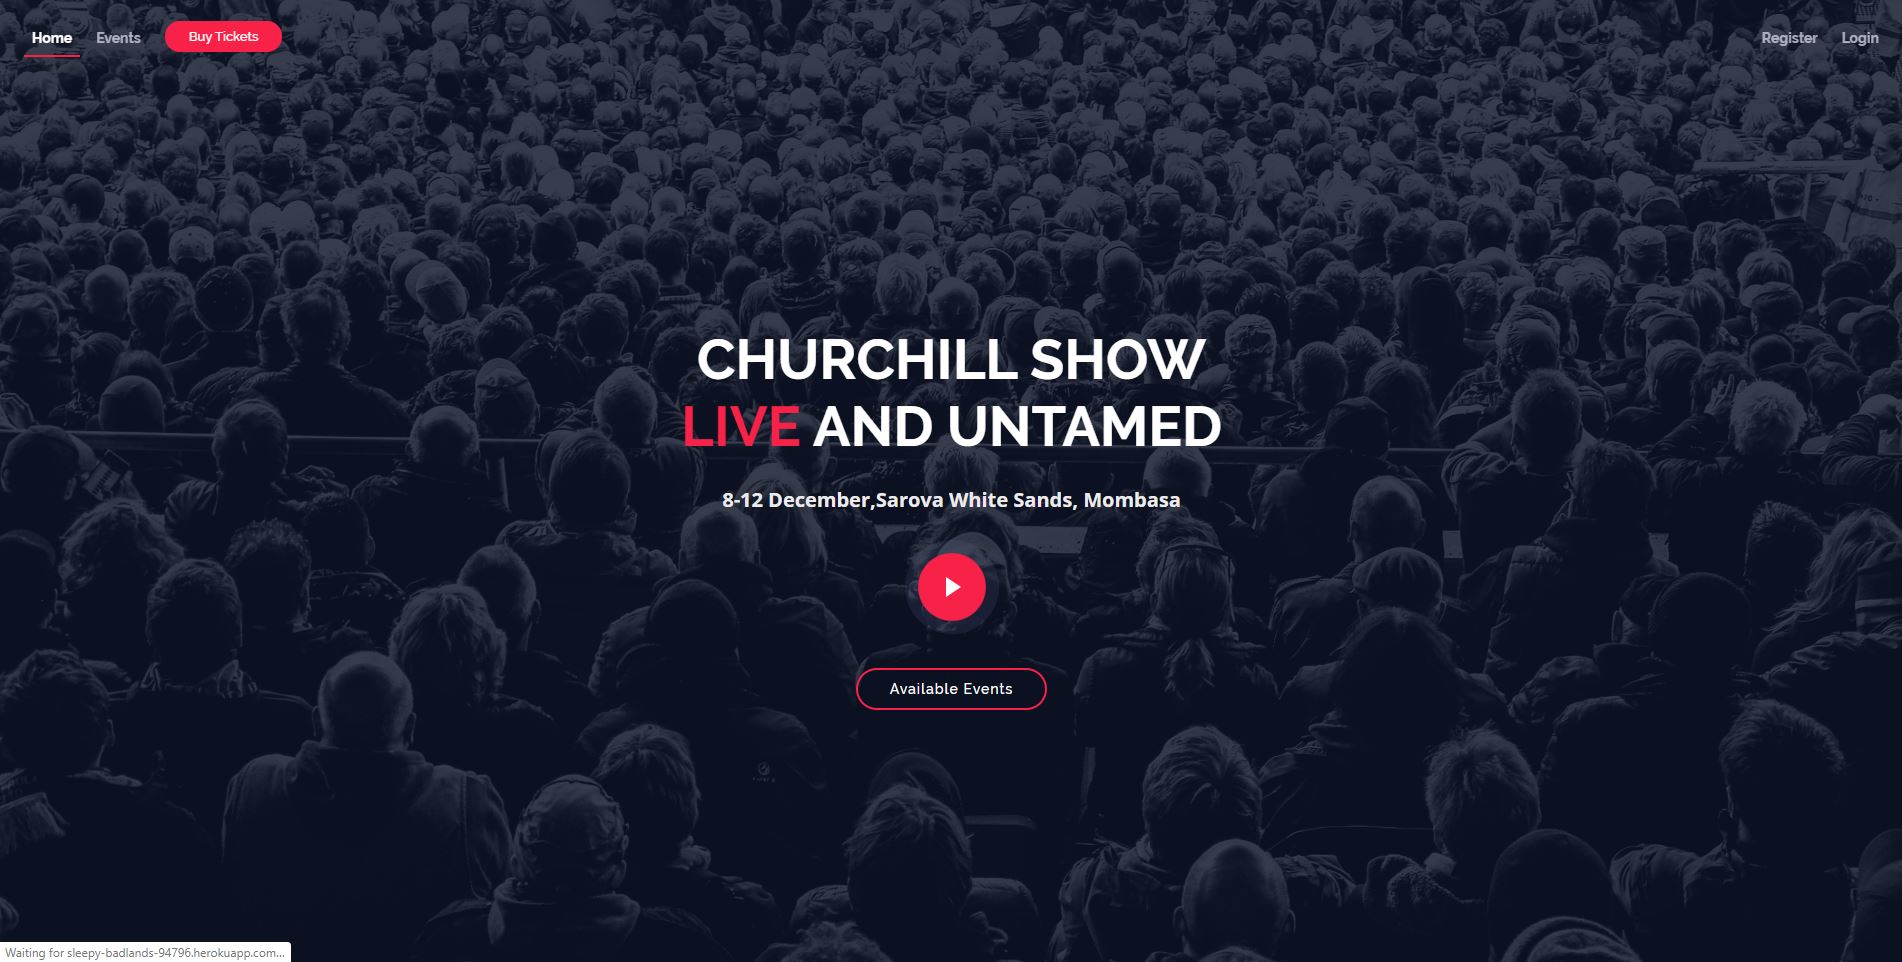 Home Events Buy Tickets Register Login
CHURCHILL SHOW
LIVE AND UNTAMED
8-12 December,Sarova White Sands, Mombasa
Available Events
Waiting for sleepy-badlands-94796.herokuapp.com...